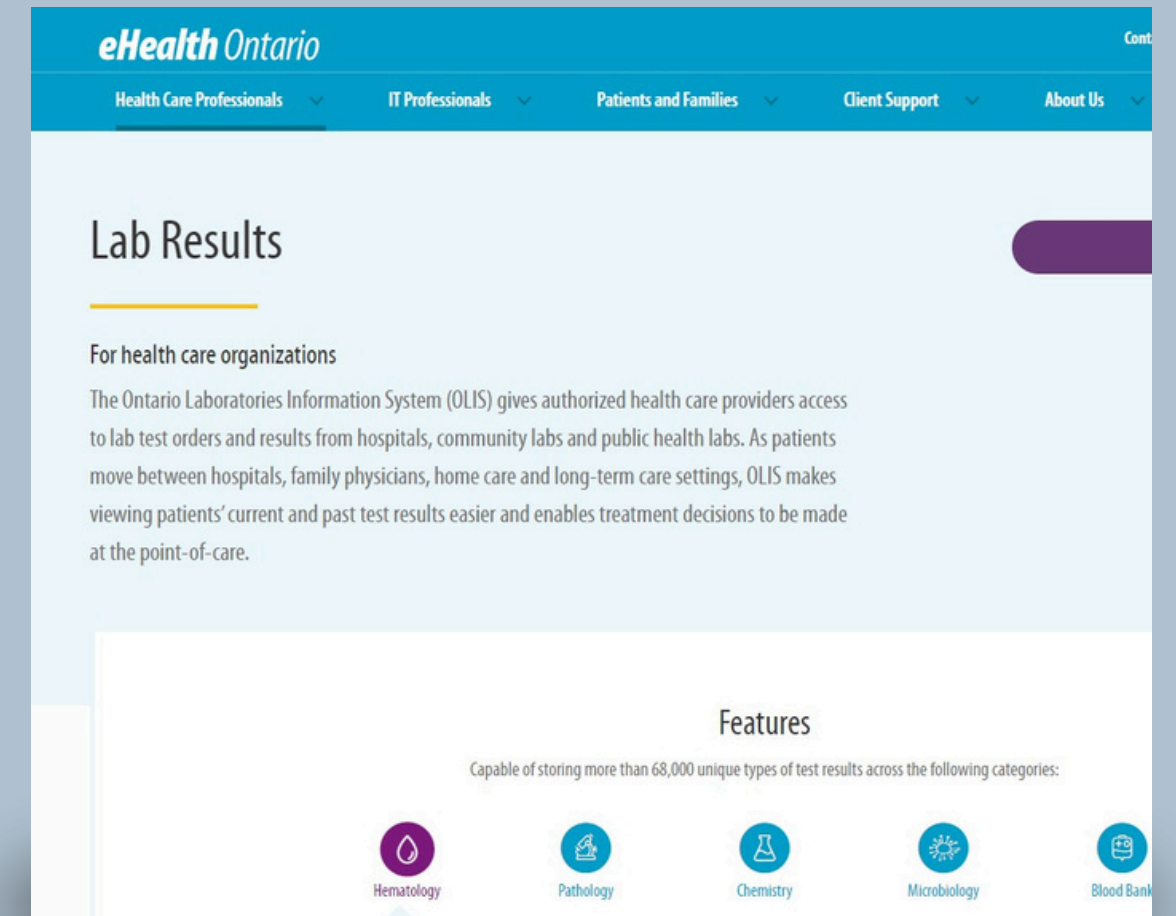 eHealth Ontario
Health Care Professionals IT Professionals Patients and Families Client Support About Us
Lab Results
For health care organizations
The Ontario Laboratories Information System (OLIS) gives authorized health care providers access
to lab test orders and results from hospitals, community labs and public health labs. As patients
move between hospitals, family physicians, home care and long-term care settings, OLIS makes
viewing patients' current and past test results easier and enables treatment decisions to be made
at the point-of-care.
Features
Capable of storing more than 68,000 unique types of test results across the following categories:
Hematology Pathology Chemistry Microbiology Blood Bank